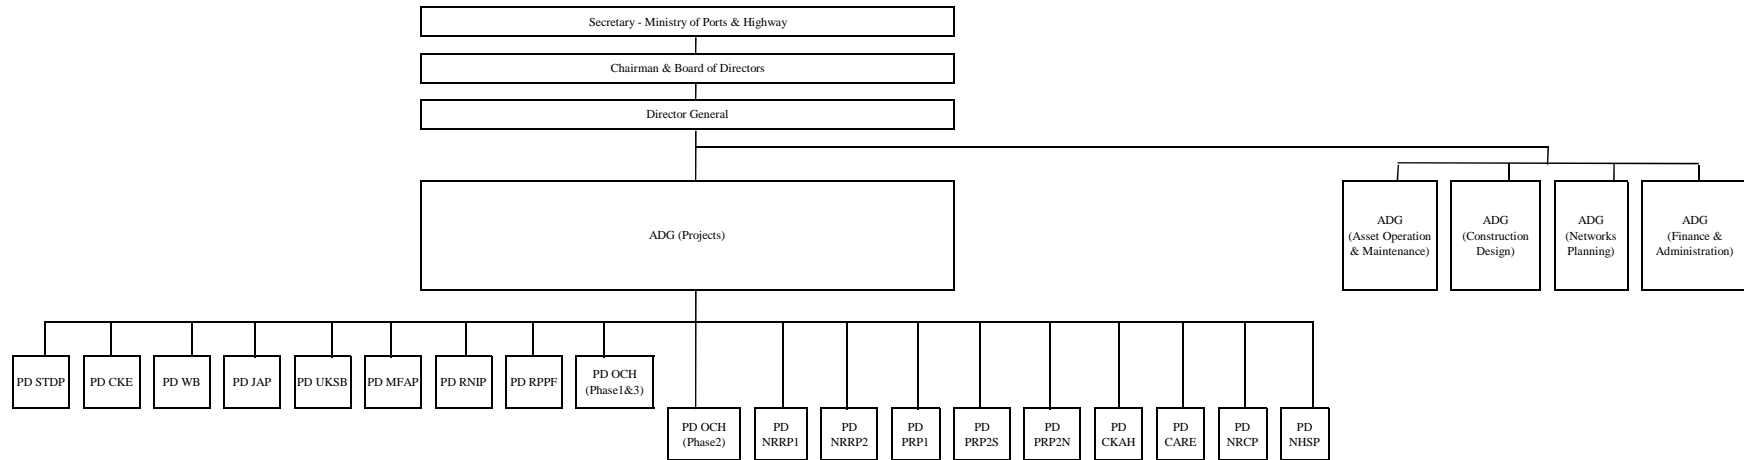 Secretary - Ministry of Ports & Highway
Chairman & Board of Directors
Director General
ADG (Projects)
ADG
(Asset Operation
& Maintenance)
ADG
(Construction
Design)
ADG
(Networks
Planning)
ADG
(Finance &
Administration)
PD STDP
PD CKE
PD WB
PD JAP
PD UKSB
PD MFAP
PD RNIP
PD RPPF
PD OCH
(Phase1&3)
PD OCH
(Phase2)
PD
NRRP1
PD
NRRP2
PD
PRP1
PD
PRP2S
PD
PRP2N
PD
CKAH
PD
CARE
PD
NRCP
PD
NHSP